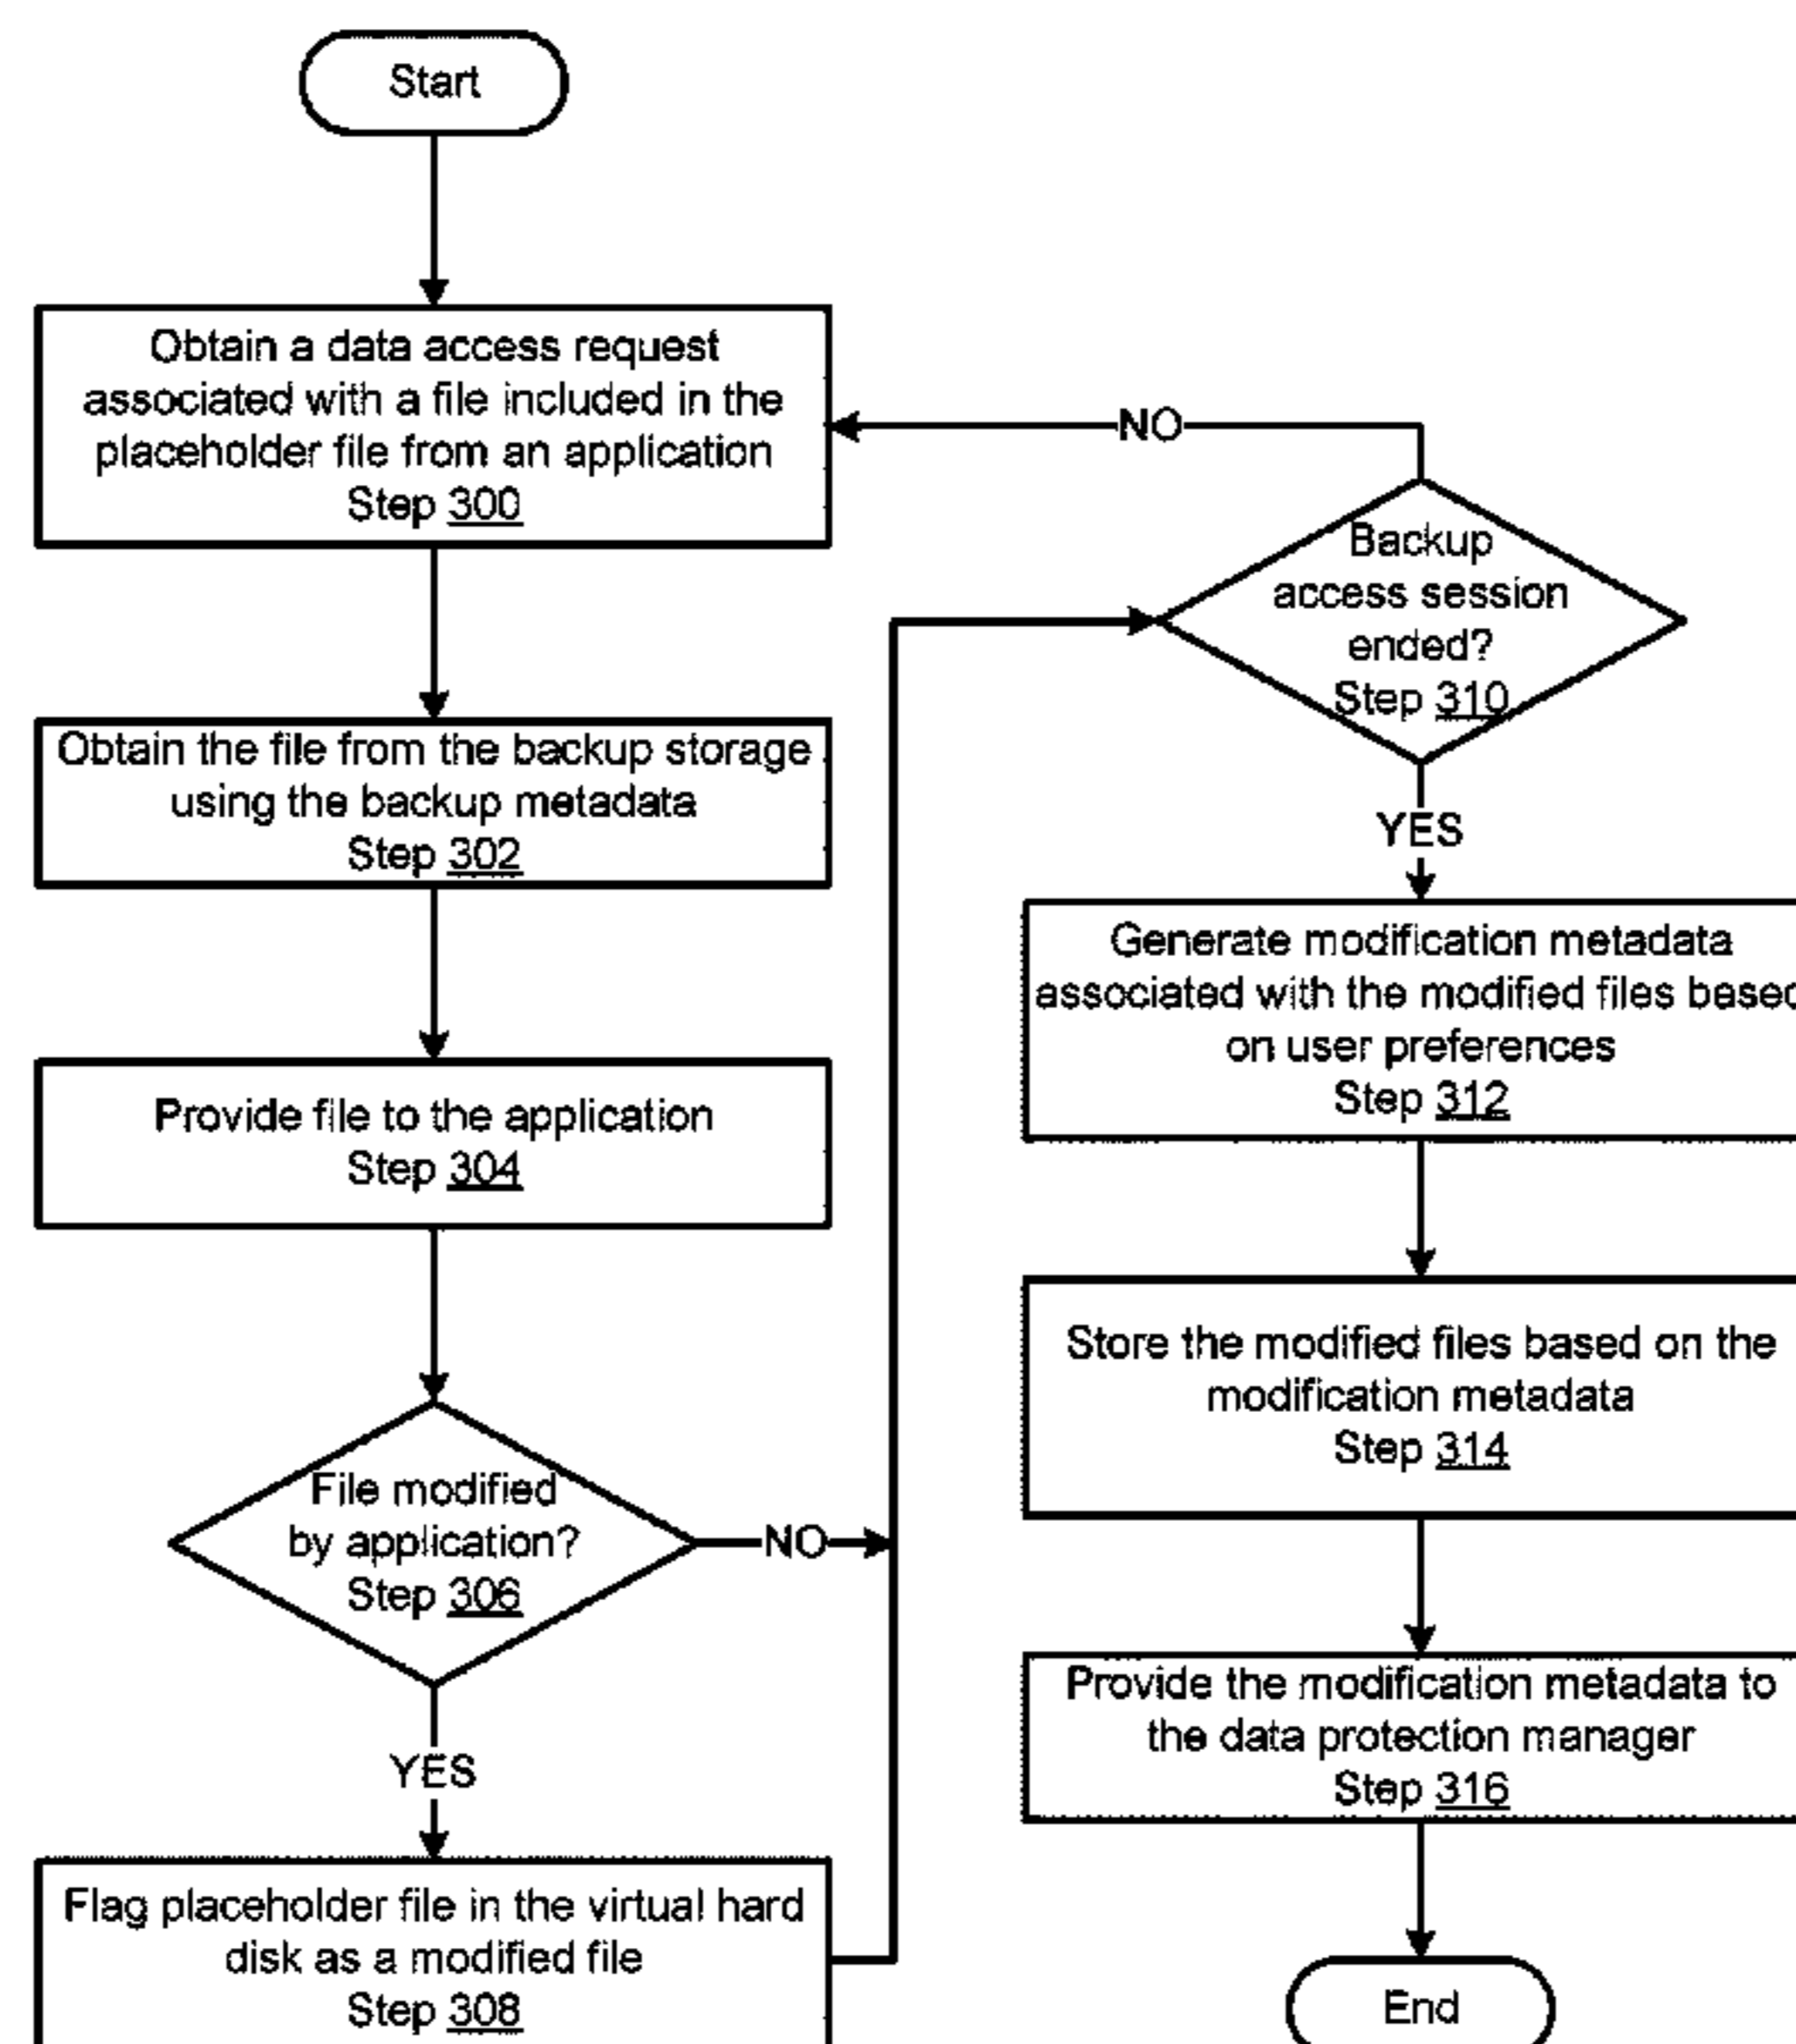 Start
Obtain a data access request
associated with a file included in the
placeholder file from an application
Step 300
Obtain the file from the backup storage
using the backup metadata
Step 302
Provide file to the application
Step 304
File modified
by application?
Step 306
NO
YES
Flag placeholder file in the virtual hard
disk as a modified file
Step 308
NO
Backup
access session
ended?
Step 310
YES
Generate modification metadata
associated with the modified files based
on user preferences
Step 312
Store the modified files based on the
modification metadata
Step 314
Provide the modification metadata to
the data protection manager
Step 316
End